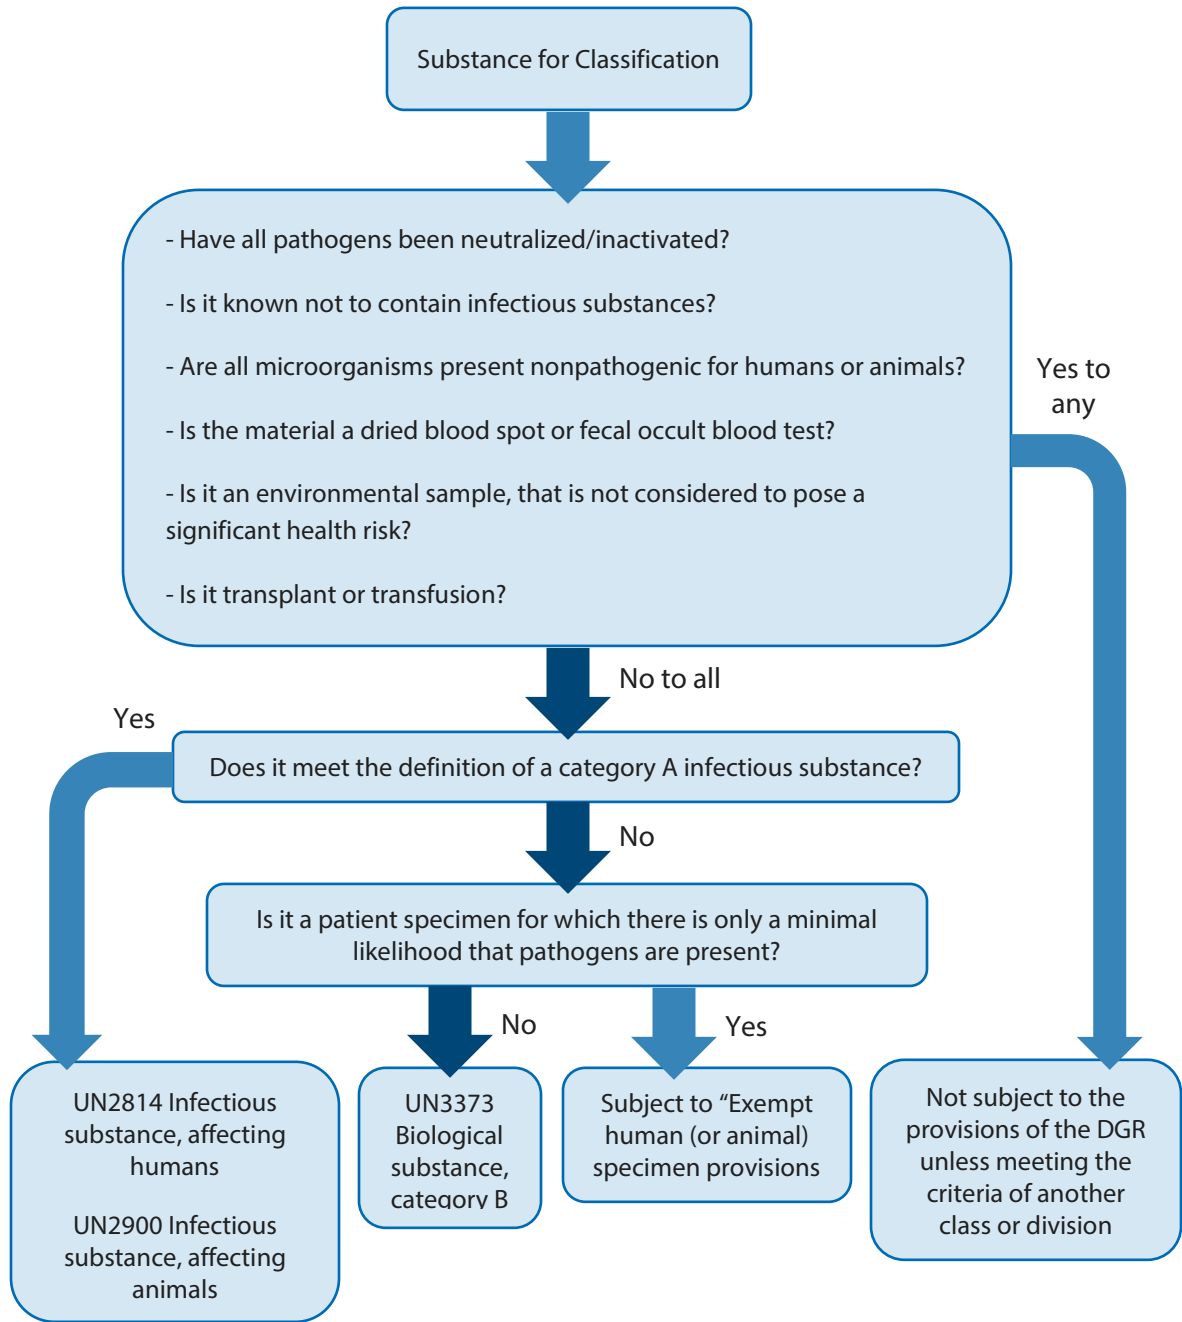 Substance for Classification
- Have all pathogens been neutralized/inactivated?
- Is it known not to contain infectious substances?
- Are all microorganisms present nonpathogenic for humans or animals?
- Is the material a dried blood spot or fecal occult blood test?
- Is it an environmental sample, that is not considered to pose a
significant health risk?
- Is it transplant or transfusion?
Yes to
any
No to all
Yes
Does it meet the definition of a category A infectious substance?
No
Is it a patient specimen for which there is only a minimal
likelihood that pathogens are present?
No
Yes
UN2814 Infectious
substance, affecting
humans
UN2900 Infectious
substance, affecting
animals
UN3373
Biological
substance,
category B
Subject to “Exempt
human (or animal)
specimen provisions
Not subject to the
provisions of the DGR
unless meeting the
criteria of another
class or division